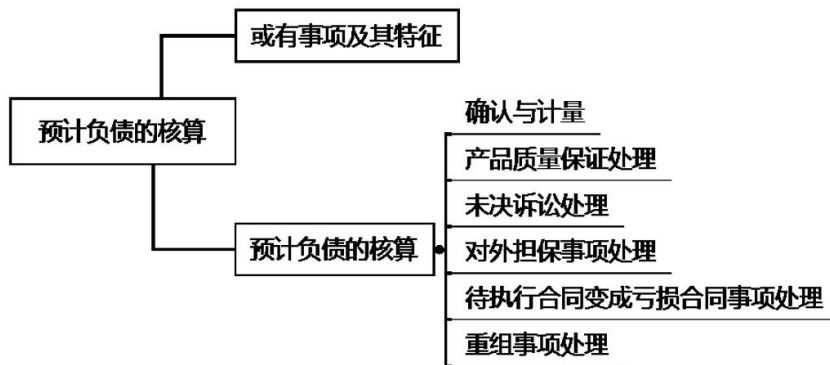 或有事项及其特征
预计负债的核算
预计负债的核算
确认与计量
产品质量保证处理
未决诉讼处理
对外担保事项处理
待执行合同变成亏损合同事项处理
重组事项处理